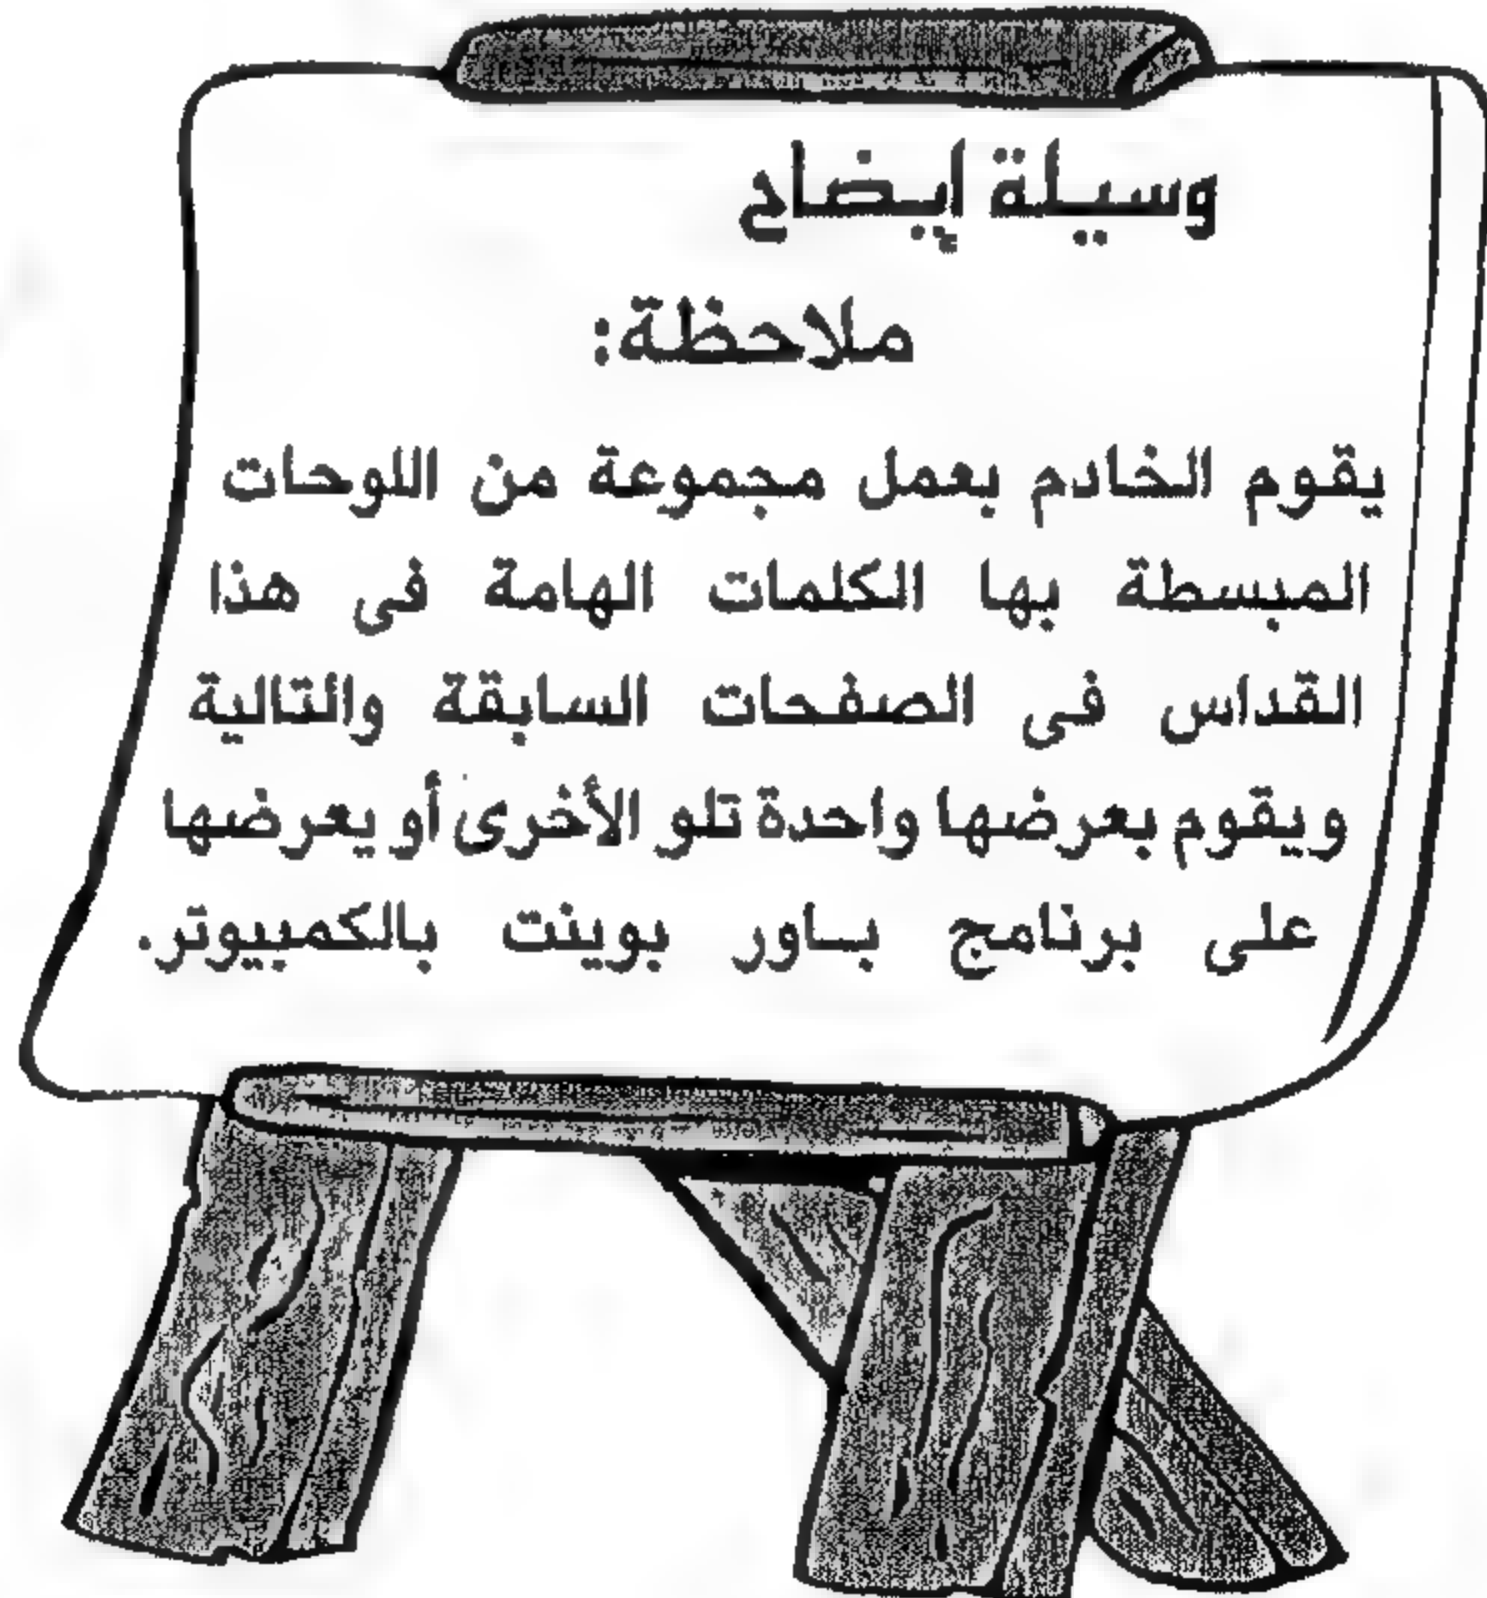 وسيلة إيضاح
ملاحظة:
يقوم الخادم بعمل مجموعة من اللوحات
المبسطة بها الكلمات الهامة فى هذا
القداس فى الصفحات السابقة والتالية
ويقوم بعرضها واحدة تلو الأخرى أو يعرضها
على برنامج باور بوينت بالكمبيوتر.